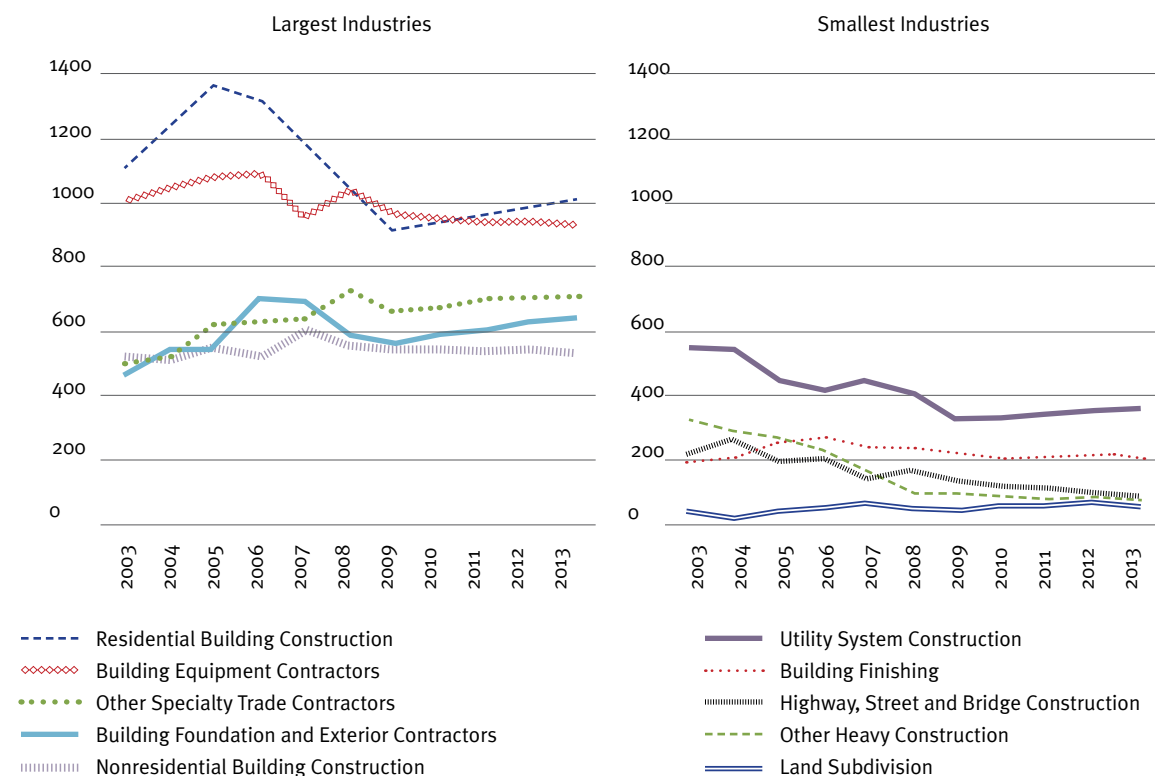 Largest Industries
1400
1200
1000
800
600
400
200
0
2003 2004 2005 2006 2007 2008 2009 2010 2011 2012 2013
Residential Building Construction
Building Equipment Contractors
Other Specialty Trade Contractors
Building Foundation and Exterior Contractors
Nonresidential Building Construction
Smallest Industries
1400
1200
1000
800
600
400
200
0
2003 2004 2005 2006 2007 2008 2009 2010 2011 2012 2013
Utility System Construction
Building Finishing
Highway, Street and Bridge Construction
Other Heavy Construction
Land Subdivision